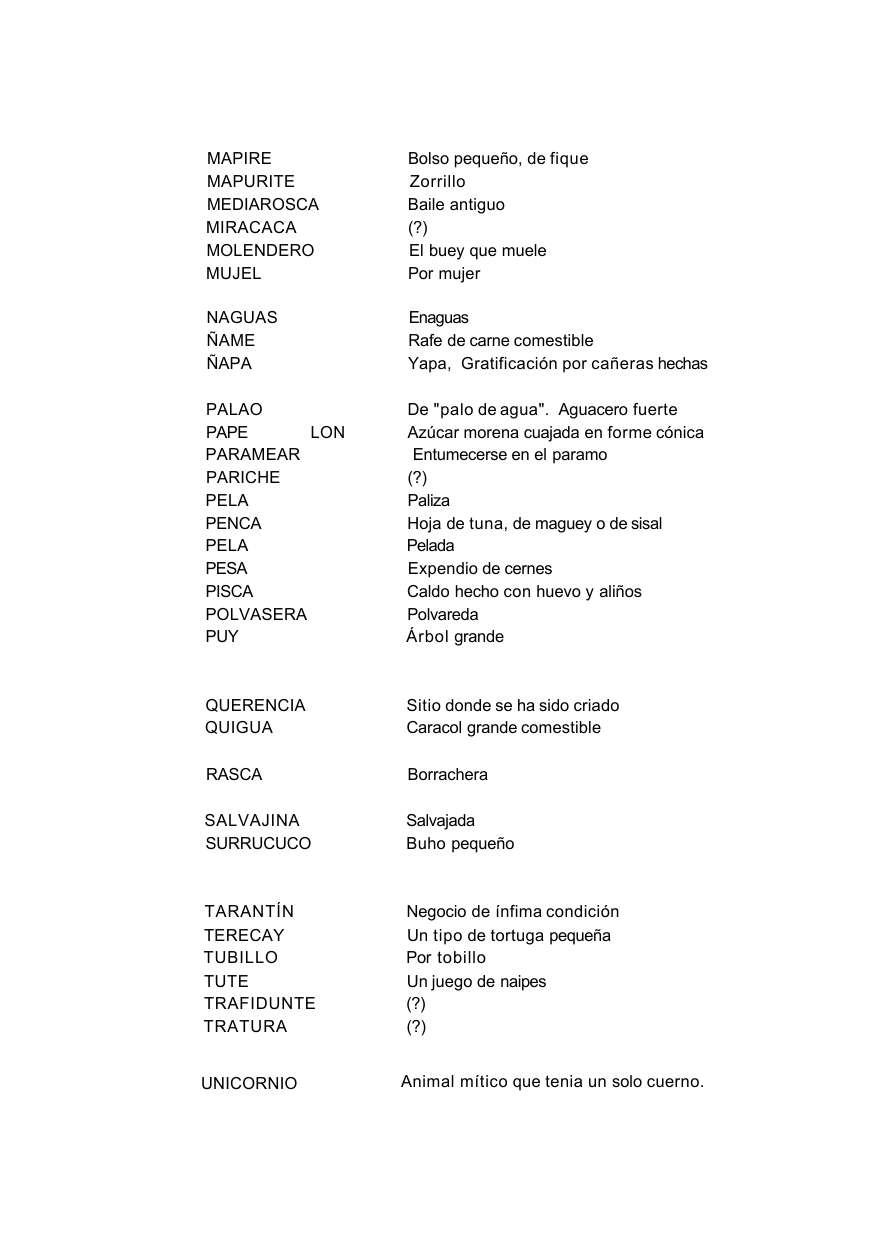 MAPIRE Bolso pequeño, de fique
MAPURITE Zorrillo
MEDIAROSCA Baile antiguo
MIRACACA (?)
MOLENDERO El buey que muele
MUJEL Por mujer
NAGUAS Enaguas
ÑAME Rafe de carne comestible
ÑAPA Yapa, Gratificación por cañeras hechas
PALAO De "palo de agua". Aguacero fuerte
PAPE LON Azúcar morena cuajada en forme cónica
PARAMEAR Entumecerse en el paramo
PARICHE (?)
PELA Paliza
PENCA Hoja de tuna, de maguey o de sisal
PELA Pelada
PESA Expendio de cernes
PISCA Caldo hecho con huevo y aliños
POLVASERA Polvareda
PUY Árbol grande
QUERENCIA Sitio donde se ha sido criado
QUIGUA Caracol grande comestible
RASCA Borrachera
SALVAJINA Salvajada
SURRUCUCO Buho pequeño
TARANTÍN Negocio de ínfima condición
TERECAY Un tipo de tortuga pequeña
TUBILLO Por tobillo
TUTE Un juego de naipes
TRAFIDUNTE (?)
TRATURA (?)
UNICORNIO Animal mítico que tenia un solo cuerno.